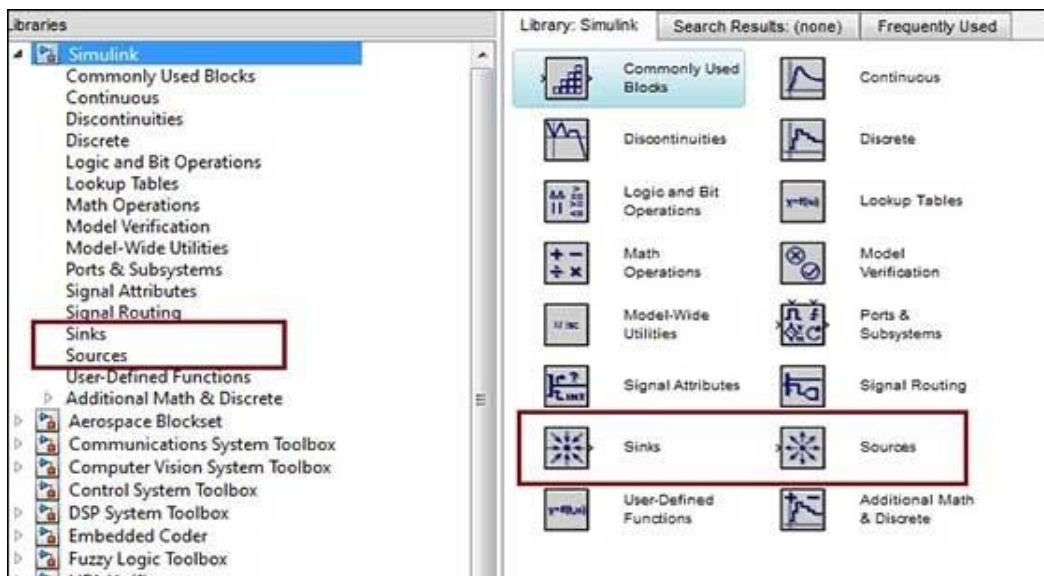 Libraries
Simulink
Commonly Used Blocks
Continuous
Discontinuities
Discrete
Logic and Bit Operations
Lookup Tables
Math Operations
Model Verification
Model-Wide Utilities
Ports & Subsystems
Signal Attributes
Signal Routing
Sinks
Sources
User-Defined Functions
Additional Math & Discrete
Aerospace Blockset
Communications System Toolbox
Computer Vision System Toolbox
Control System Toolbox
DSP System Toolbox
Embedded Coder
Fuzzy Logic Toolbox
Library: Simulink
Search Results: (none)
Frequently Used
Commonly Used
Blocks
Continuous
Discontinuities
Discrete
Logic and Bit
Operations
Lookup Tables
Math
Operations
Model
Verification
Model-Wide
Utilities
Ports &
Subsystems
Signal Attributes
Signal Routing
Sinks
Sources
User-Defined
Functions
Additional Math
& Discrete